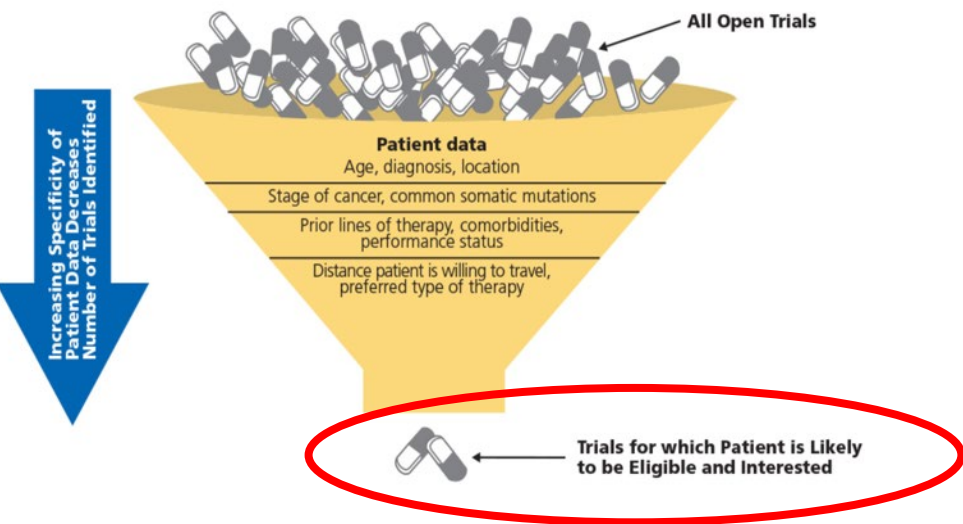 All Open Trials
Increasing Specificity of
Patient Data Decreases
Number of Trials Identified
Patient data
Age, diagnosis, location
Stage of cancer, common somatic mutations
Prior lines of therapy, comorbidities,
performance status
Distance patient is willing to travel,
preferred type of therapy
Trials for which Patient is Likely
to be Eligible and Interested